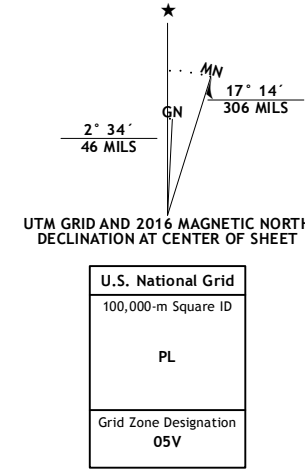 ★
MN
17° 14´
306 MILS
GN
2° 34´
46 MILS
UTM GRID AND 2016 MAGNETIC NORTH
DECLINATION AT CENTER OF SHEET
U.S. National Grid
100,000-m Square ID
PL
Grid Zone Designation
05V